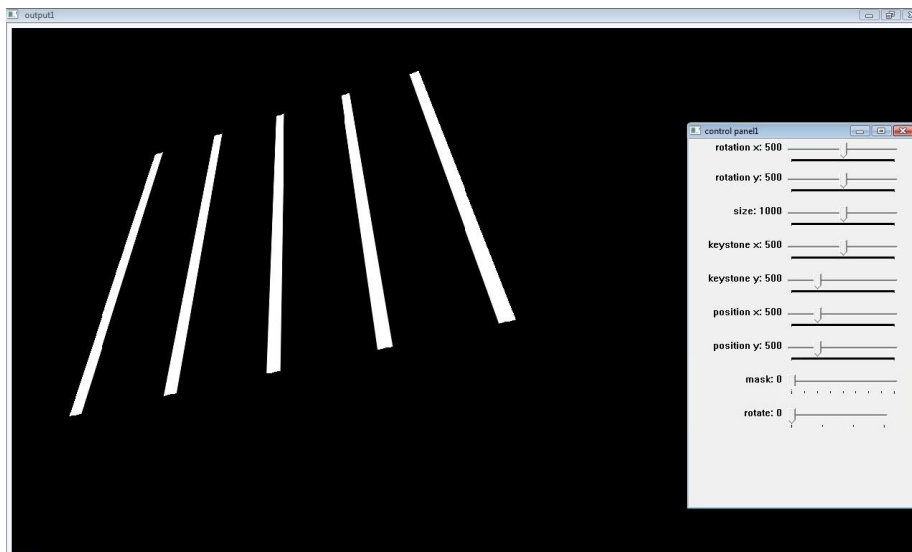 output1
control panel1
rotation x: 500
rotation y: 500
size: 1000
keystone x: 500
keystone y: 500
position x: 500
position y: 500
mask: 0
rotate: 0